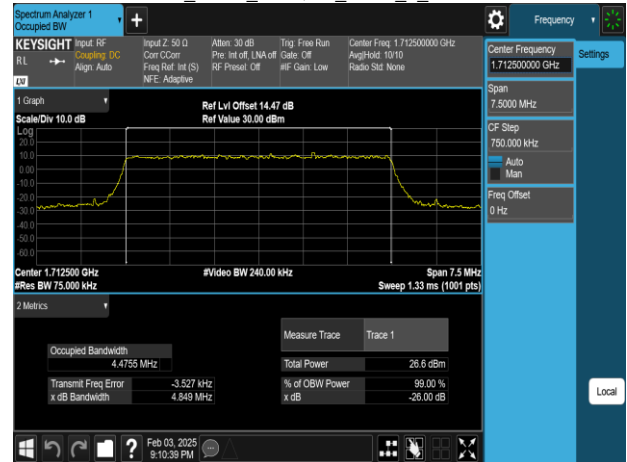 Spectrum Analyzer 1
Occupied BW
+
Frequency
KEYSIGHT
RL
LXI
Input: RF
Coupling: DC
Align: Auto
Input Z: 50 Ω
Corr CCorr
Freq Ref: Int (S)
NFE: Adaptive
Atten: 30 dB
Pre: Int off, LNA off
RF Presel: Off
Trig: Free Run
Gate: Off
#IF Gain: Low
Center Freq: 1.712500000 GHz
Avg|Hold: 10/10
Radio Std: None
Center Frequency
1.712500000 GHz
Settings
Span
7.5000 MHz
CF Step
750.000 kHz
Auto
Man
Freq Offset
0 Hz
Local
1 Graph
Scale/Div 10.0 dB
Ref Lvl Offset 14.47 dB
Ref Value 30.00 dBm
Log
20.0
10.0
0.00
-10.0
-20.0
-30.0
-40.0
-50.0
-60.0
Center 1.712500 GHz
#Video BW 240.00 kHz
Span 7.5 MHz
#Res BW 75.000 kHz
Sweep 1.33 ms (1001 pts)
2 Metrics
Measure Trace
Trace 1
Occupied Bandwidth
4.4755 MHz
Total Power
26.6 dBm
Transmit Freq Error
-3.527 kHz
% of OBW Power
99.00 %
x dB Bandwidth
4.849 MHz
x dB
-26.00 dB
?
Feb 03, 2025
9:10:39 PM